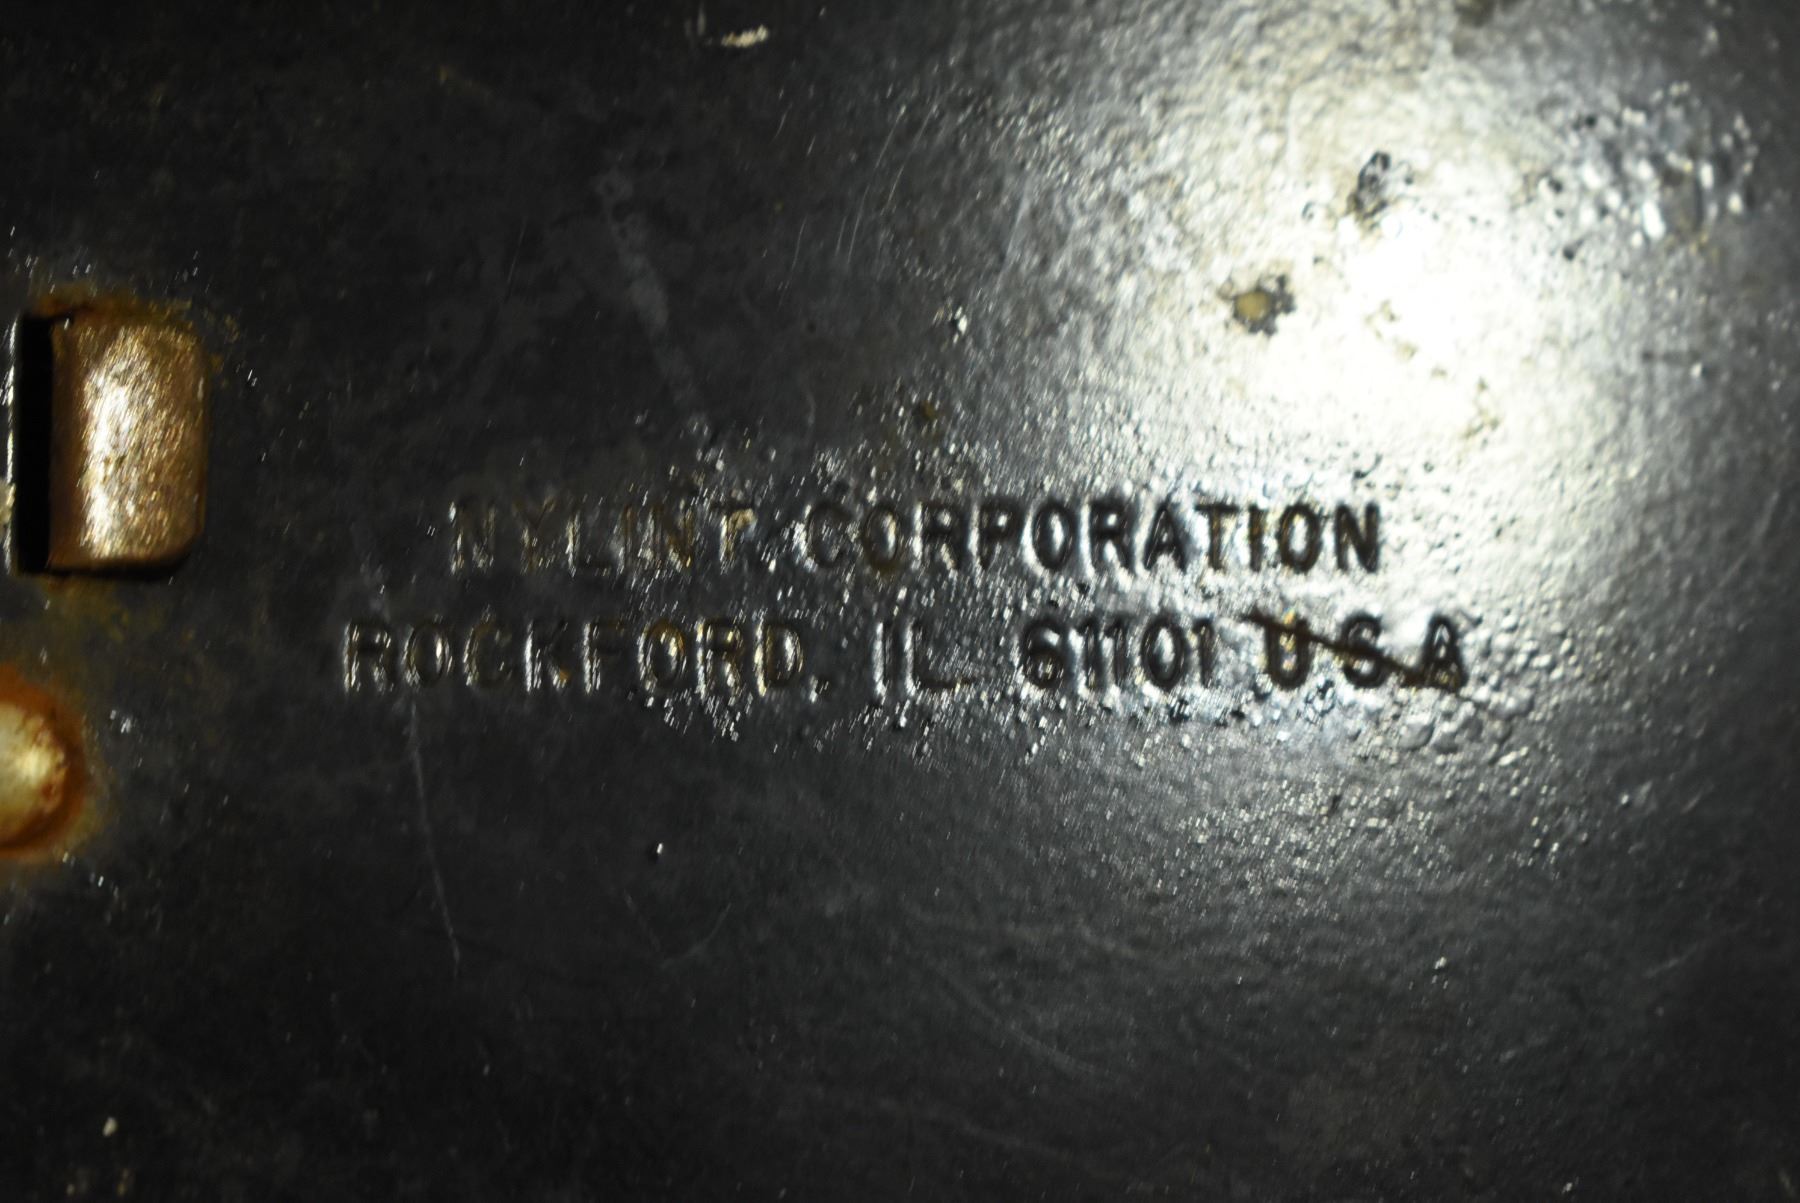 NYLINT CORPORATION
ROCKFORD, IL 61101 U.S.A